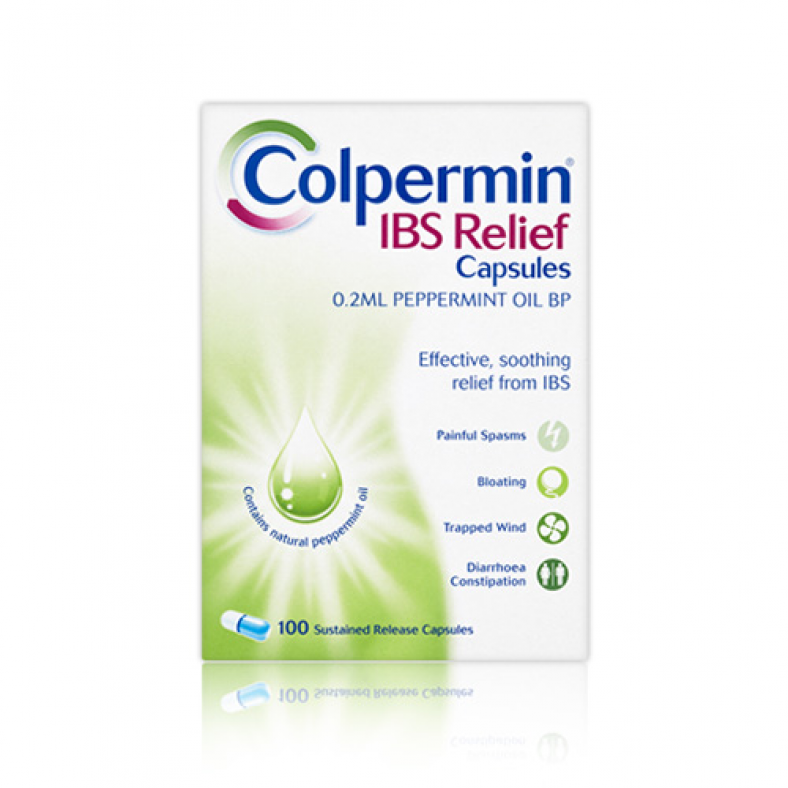 Colpermin®
IBS Relief
Capsules
0.2ML PEPPERMINT OIL BP
Effective, soothing
relief from IBS
Painful Spasms
Bloating
Trapped Wind
Diarrhoea
Constipation
Contains natural peppermint oil
100 Sustained Release Capsules